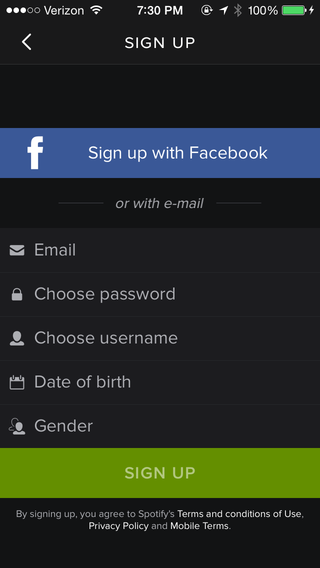 Verizon 7:30 PM 100%
SIGN UP
f Sign up with Facebook
or with e-mail
Email
Choose password
Choose username
Date of birth
Gender
SIGN UP
By signing up, you agree to Spotify's Terms and conditions of Use,
Privacy Policy and Mobile Terms.